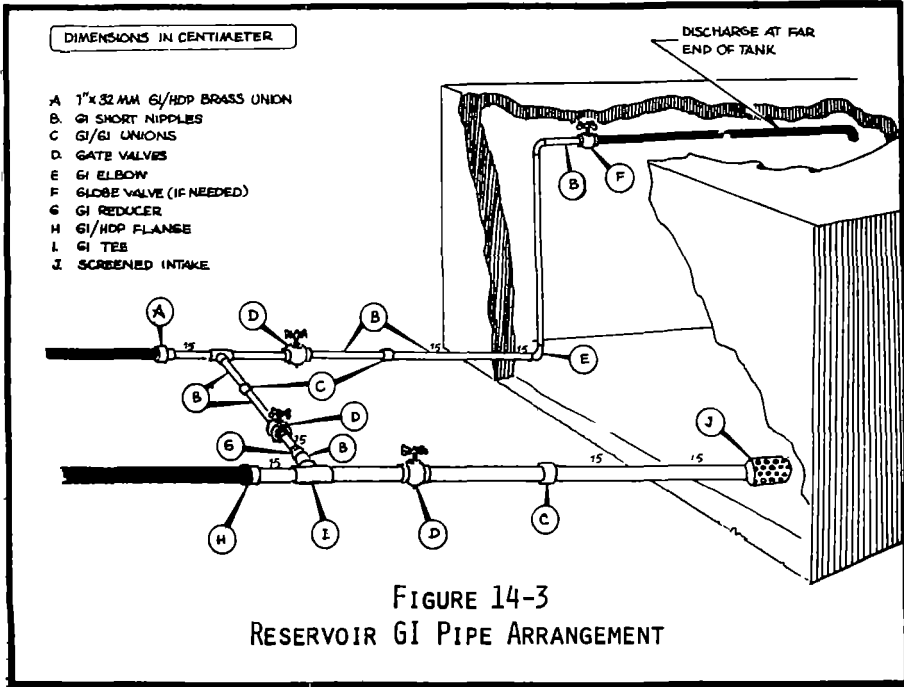 DIMENSIONS IN CENTIMETER
DISCHARGE AT FAR
END OF TANK
A 1"x32 MM GI/HDP BRASS UNION
B. GI SHORT NIPPLES
C GI/GI UNIONS
D. GATE VALVES
E GI ELBOW
F GLOBE VALVE (IF NEEDED)
G GI REDUCER
H GI/HDP FLANGE
I. GI TEE
J. SCREENED INTAKE
B
F
A
15
D
B
15
15
E
B
C
D
J
G
15
B
15
15
15
H
I
D
C
FIGURE 14-3
RESERVOIR GI PIPE ARRANGEMENT